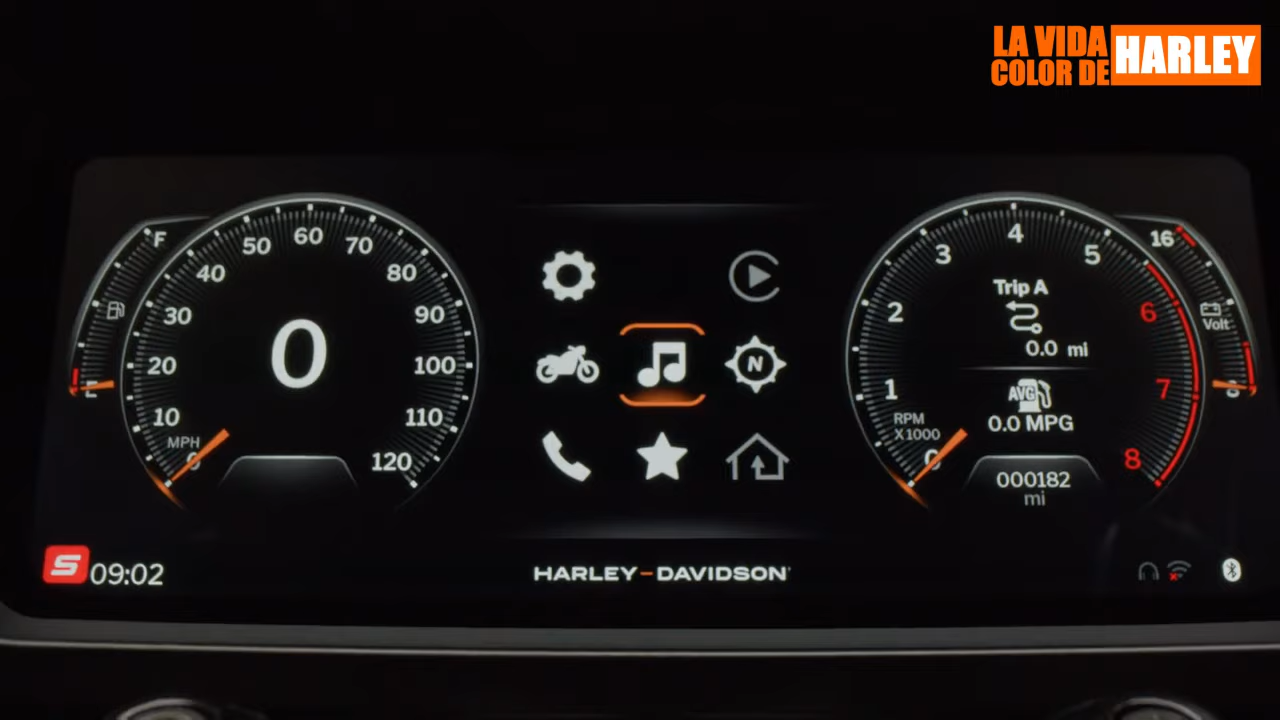 LA VIDA
COLOR DE HARLEY
F
E
0
10
20
30
40
50
60
70
80
90
100
110
120
MPH
0
N
0
1
2
3
4
5
6
7
8
RPM
X1000
Trip A
0.0 mi
AVG
0.0 MPG
000182
mi
16
Volt
S 09:02
HARLEY-DAVIDSON